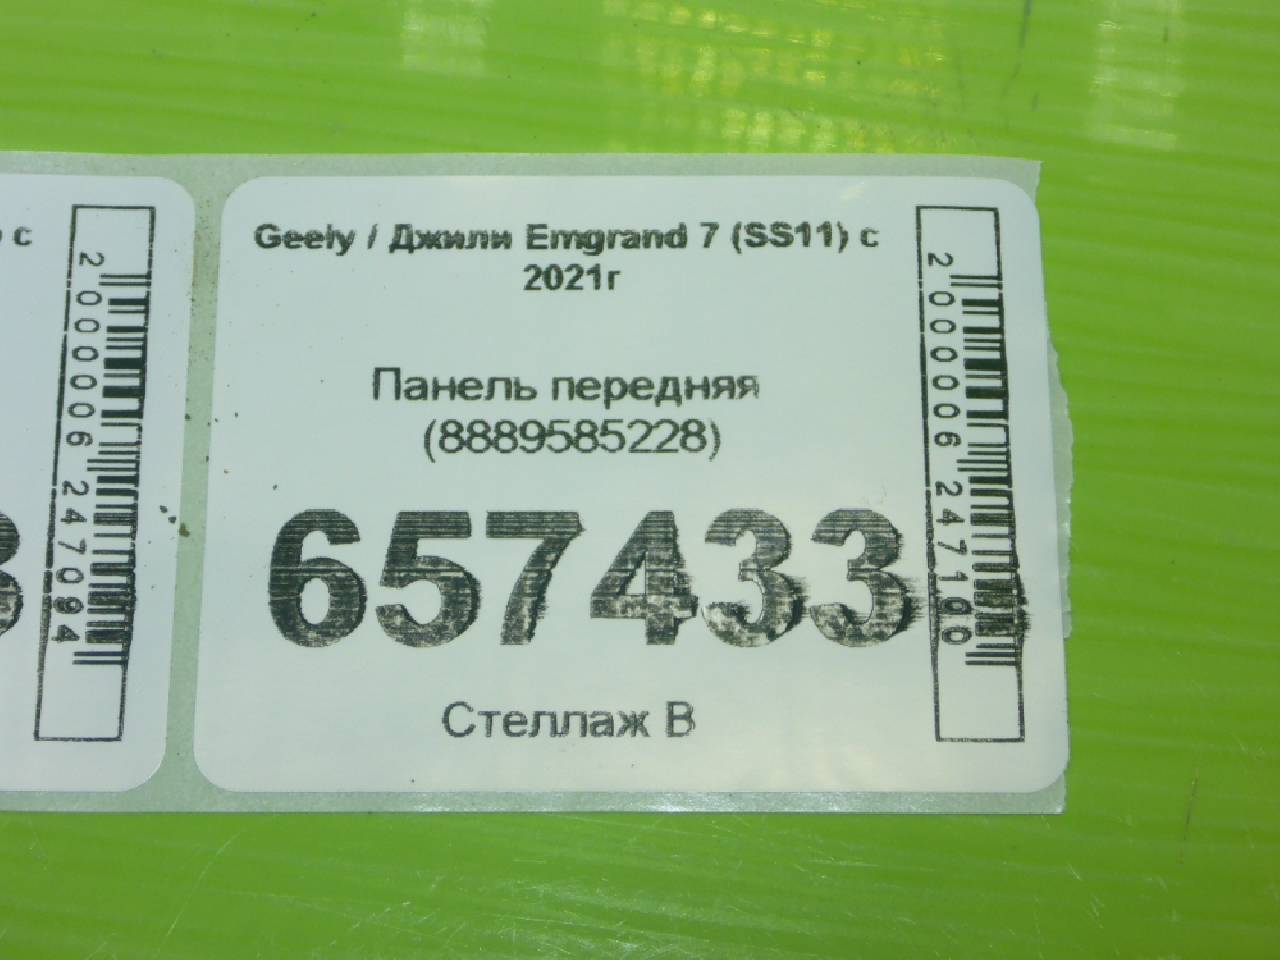 с
2000006247094
Geely / Джили Emgrand 7 (SS11) с
2021г
Панель передняя
(8889585228)
657433
Стеллаж В
2000006247100